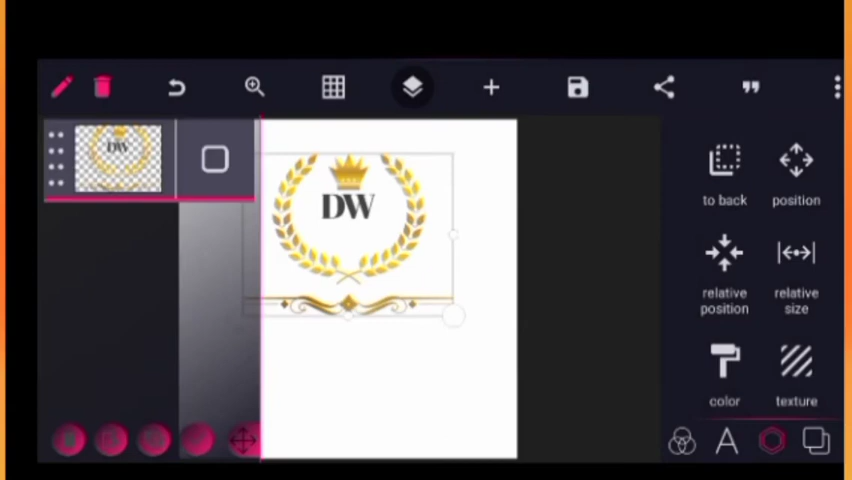 DW
DW
to back
position
relative
position
relative
size
color
texture